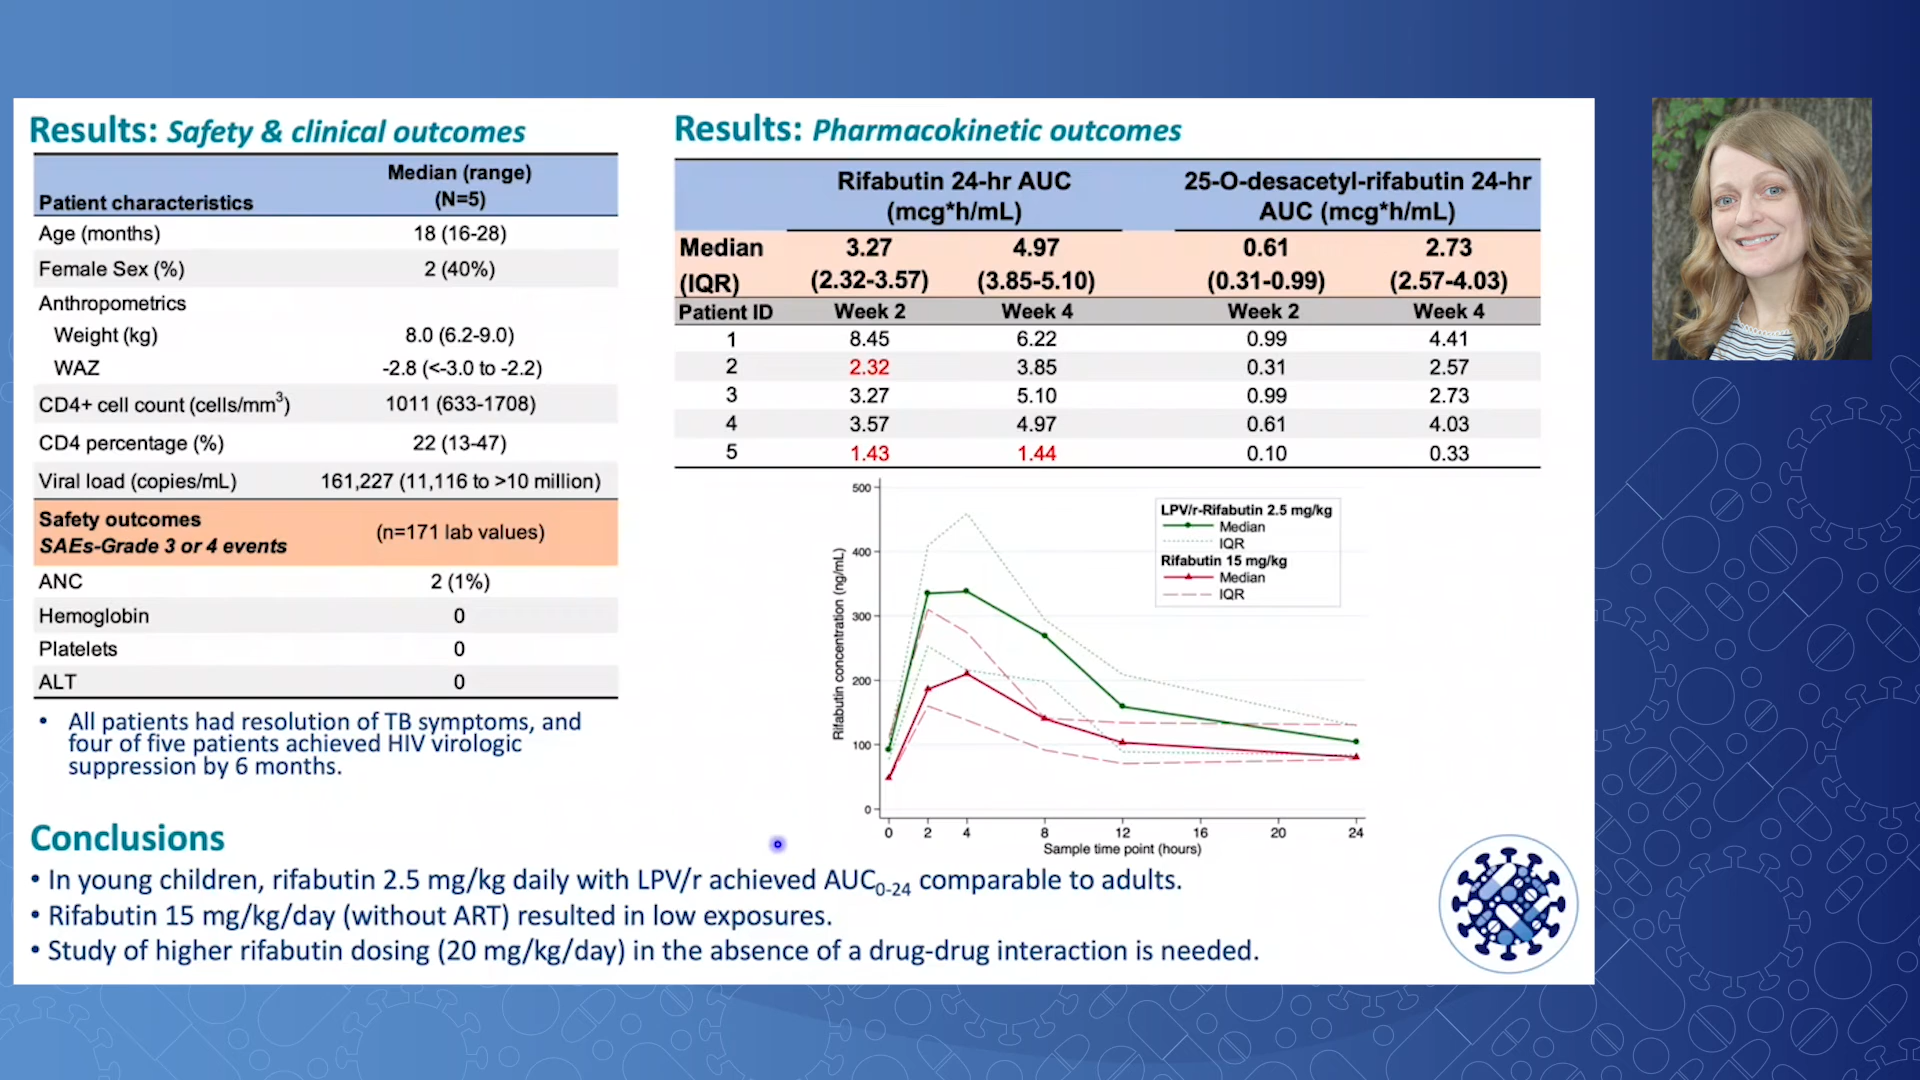 Results: Safety & clinical outcomes
Patient characteristics
Median (range)
(N=5)
Age (months) 18 (16-28)
Female Sex (%) 2 (40%)
Anthropometrics
Weight (kg) 8.0 (6.2-9.0)
WAZ -2.8 (<-3.0 to -2.2)
CD4+ cell count (cells/mm³) 1011 (633-1708)
CD4 percentage (%) 22 (13-47)
Viral load (copies/mL) 161,227 (11,116 to >10 million)
Safety outcomes
SAEs-Grade 3 or 4 events
(n=171 lab values)
ANC 2 (1%)
Hemoglobin 0
Platelets 0
ALT 0
• All patients had resolution of TB symptoms, and
four of five patients achieved HIV virologic
suppression by 6 months.
Results: Pharmacokinetic outcomes
Rifabutin 24-hr AUC
(mcg*h/mL)
25-O-desacetyl-rifabutin 24-hr
AUC (mcg*h/mL)
Median 3.27 4.97 0.61 2.73
(IQR) (2.32-3.57) (3.85-5.10) (0.31-0.99) (2.57-4.03)
Patient ID Week 2 Week 4 Week 2 Week 4
1 8.45 6.22 0.99 4.41
2 2.32 3.85 0.31 2.57
3 3.27 5.10 0.99 2.73
4 3.57 4.97 0.61 4.03
5 1.43 1.44 0.10 0.33
Rifabutin concentration (ng/mL)
500
400
300
200
100
0
LPV/r-Rifabutin 2.5 mg/kg
Median
IQR
Rifabutin 15 mg/kg
Median
IQR
0 2 4 8 12 16 20 24
Sample time point (hours)
Conclusions
• In young children, rifabutin 2.5 mg/kg daily with LPV/r achieved AUC0-24 comparable to adults.
• Rifabutin 15 mg/kg/day (without ART) resulted in low exposures.
• Study of higher rifabutin dosing (20 mg/kg/day) in the absence of a drug-drug interaction is needed.